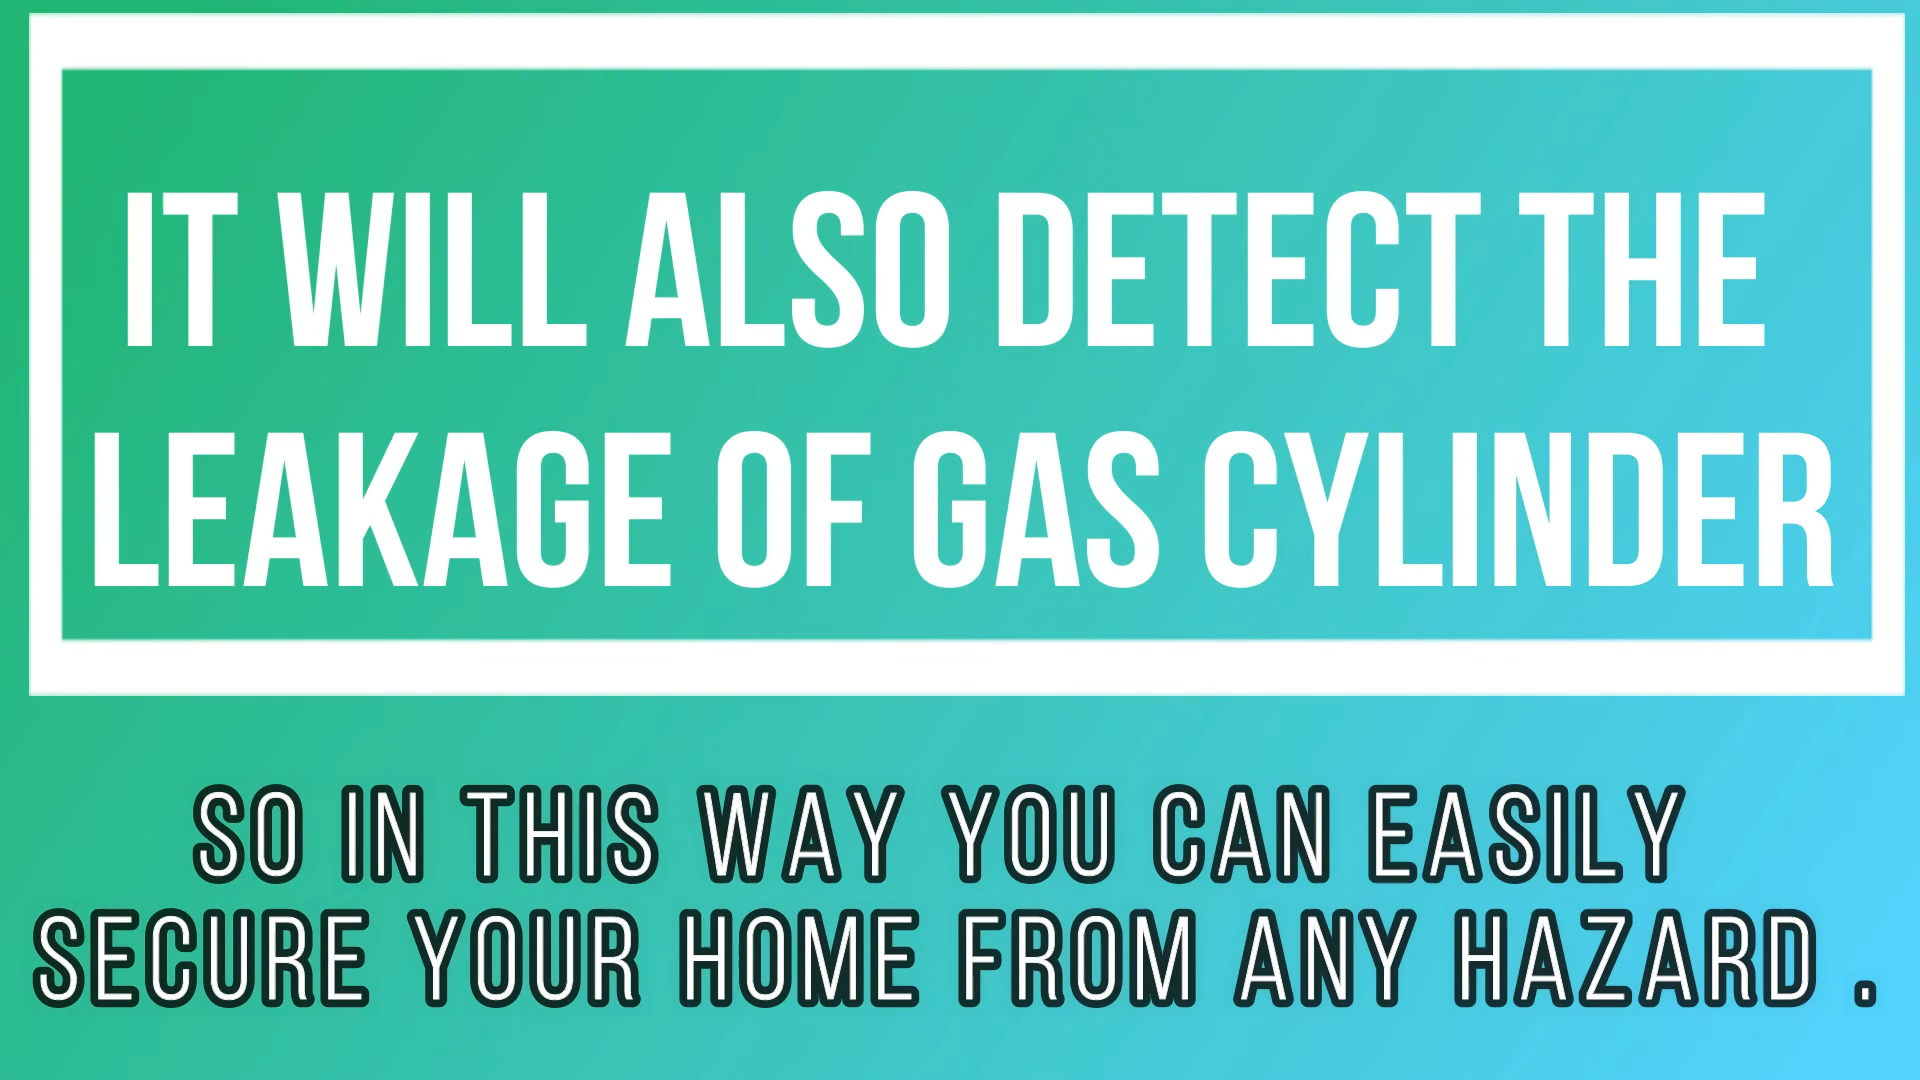 IT WILL ALSO DETECT THE
LEAKAGE OF GAS CYLINDER
SO IN THIS WAY YOU CAN EASILY
SECURE YOUR HOME FROM ANY HAZARD .